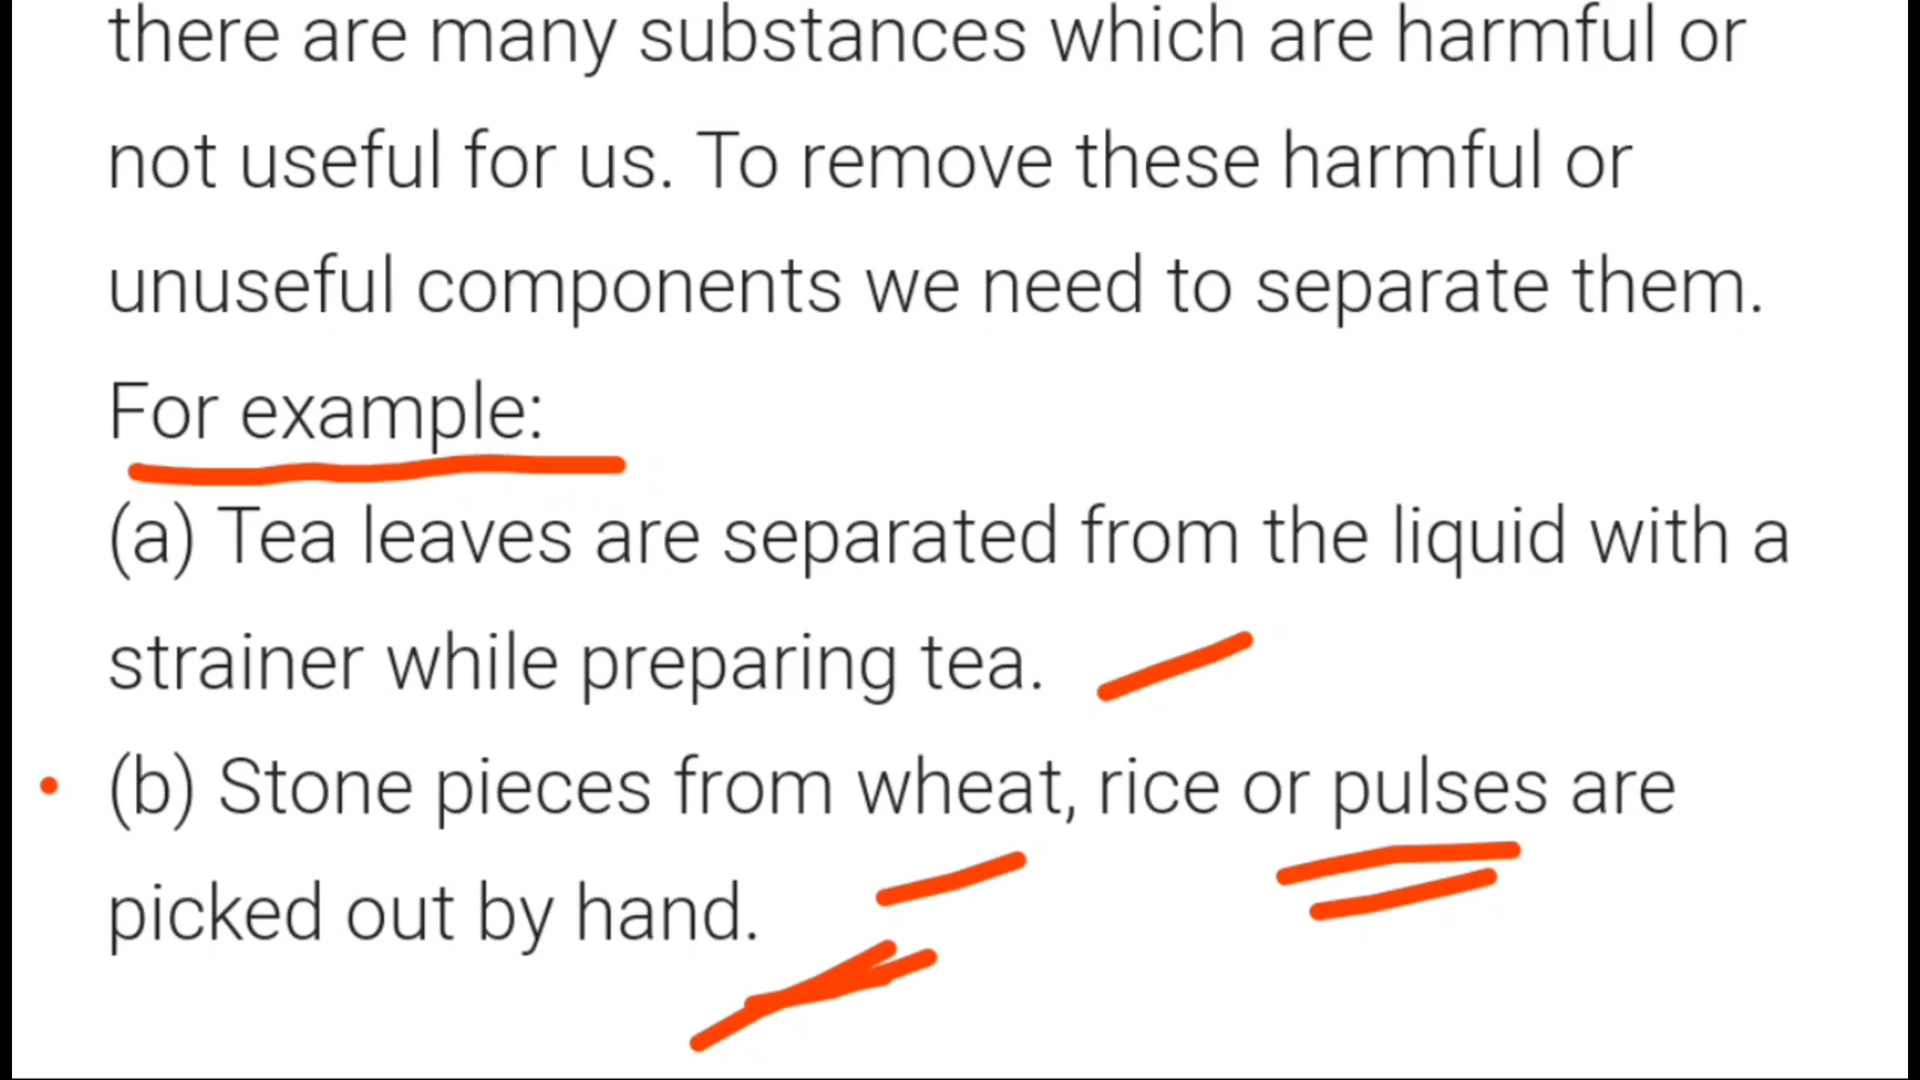 there are many substances which are harmful or
not useful for us. To remove these harmful or
unuseful components we need to separate them.
For example:
(a) Tea leaves are separated from the liquid with a
strainer while preparing tea.
(b) Stone pieces from wheat, rice or pulses are
picked out by hand.